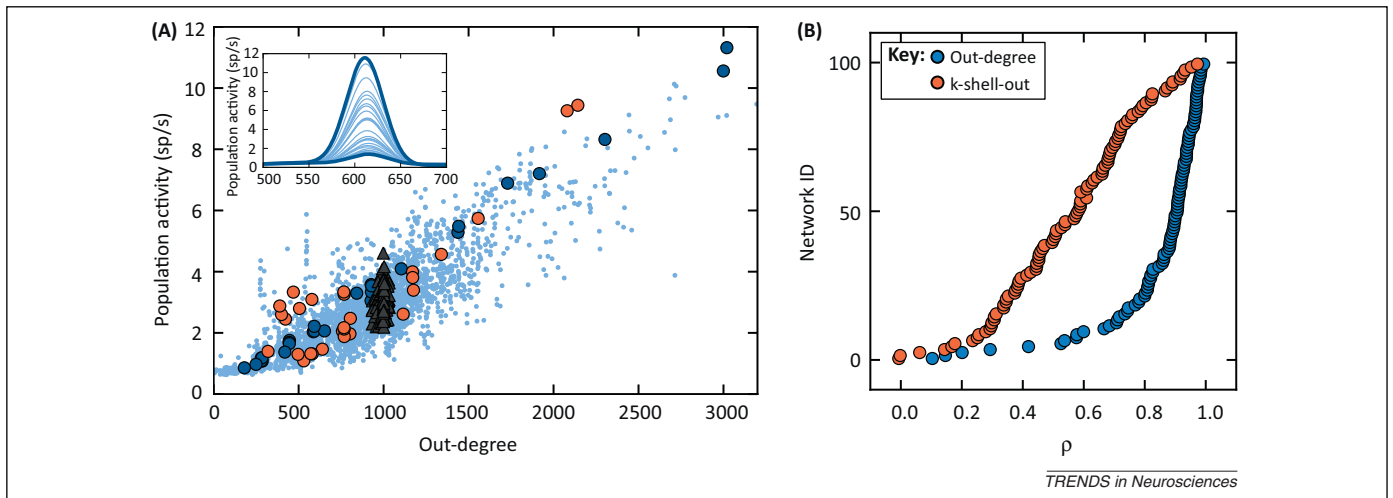 (A)
Population activity (sp/s)
12
10
8
6
4
2
0
0 500 1000 1500 2000 2500 3000
Out-degree
Population activity (sp/s)
12
10
8
6
4
2
0
500 550 600 650 700
(B)
Key: Out-degree
k-shell-out
Network ID
100
50
0
0.0 0.2 0.4 0.6 0.8 1.0
ρ
TRENDS in Neurosciences